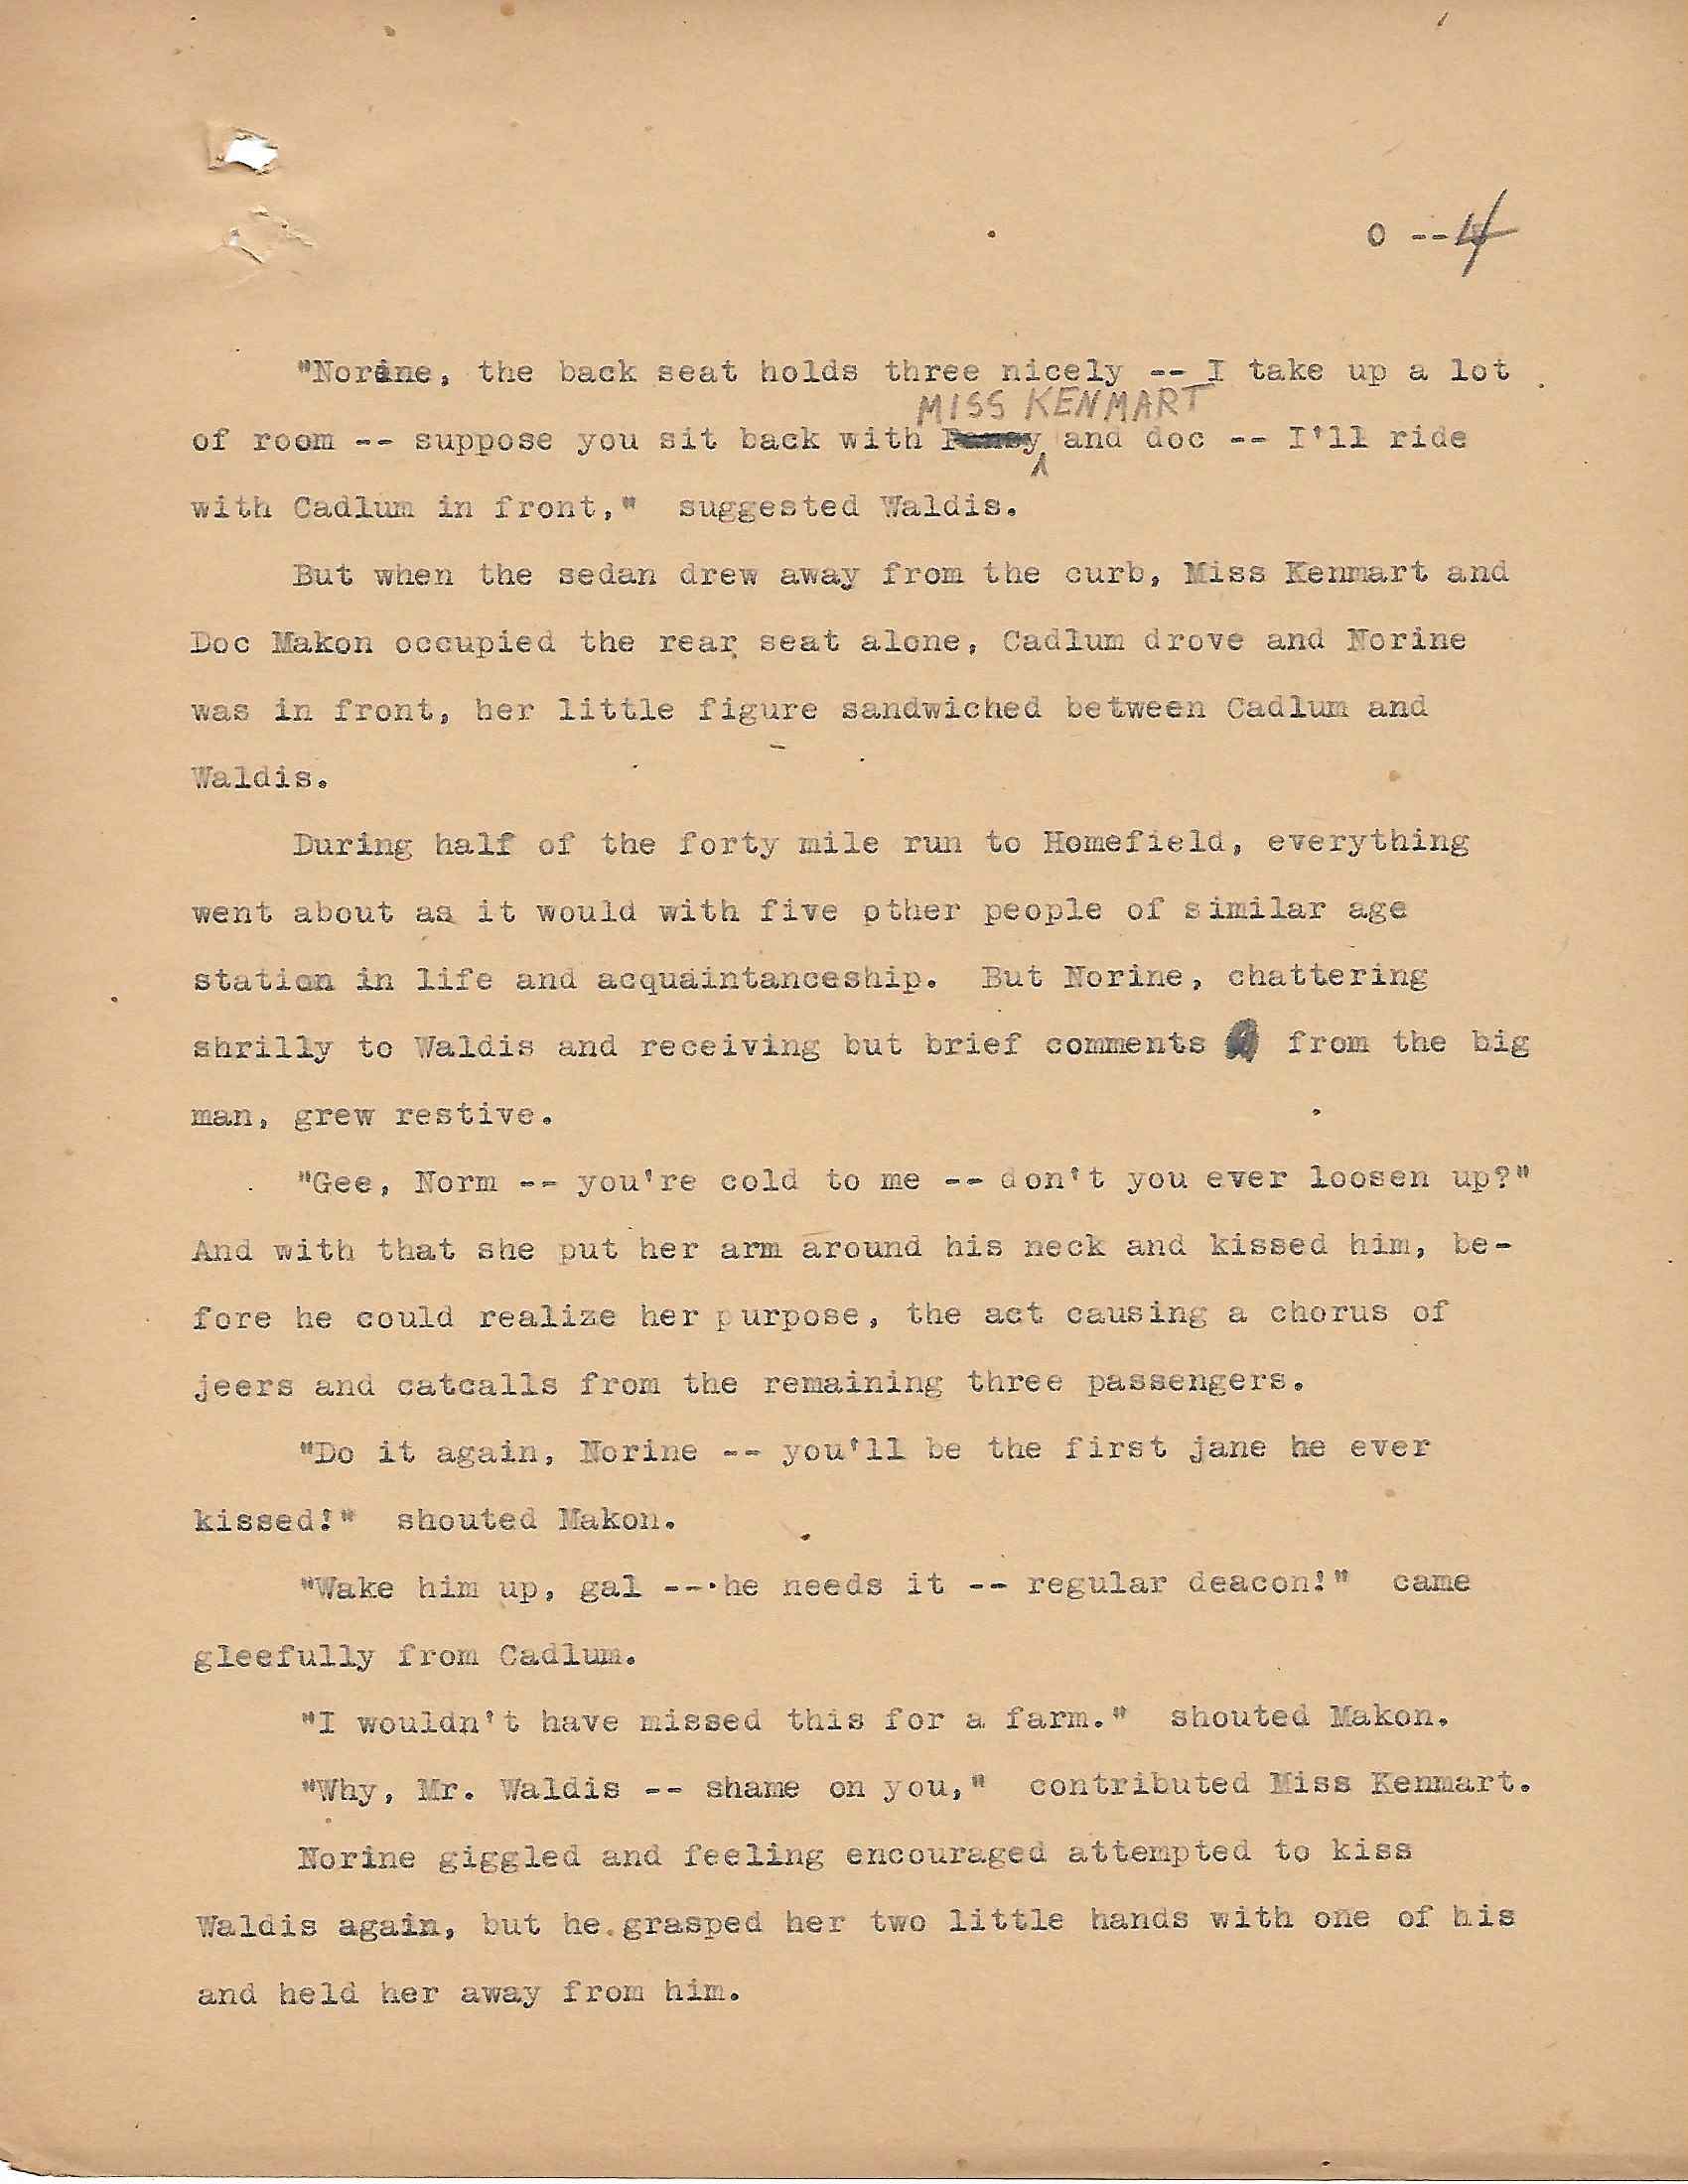 O --4
"Norine, the back seat holds three nicely -- I take up a lot
MISS KENMART
of room -- suppose you sit back with and doc -- I'll ride
with Cadlum in front," suggested Waldis.
But when the sedan drew away from the curb, Miss Kenmart and
Doc Makon occupied the rear seat alone, Cadlum drove and Norine
was in front, her little figure sandwiched between Cadlum and
Waldis.
During half of the forty mile run to Homefield, everything
went about as it would with five other people of similar age
station in life and acquaintanceship. But Norine, chattering
shrilly to Waldis and receiving but brief comments from the big
man, grew restive.
"Gee, Norm -- you're cold to me -- don't you ever loosen up?"
And with that she put her arm around his neck and kissed him, be-
fore he could realize her purpose, the act causing a chorus of
jeers and catcalls from the remaining three passengers.
"Do it again, Norine -- you'll be the first jane he ever
kissed!" shouted Makon.
"Wake him up, gal -- he needs it -- regular deacon!" came
gleefully from Cadlum.
"I wouldn't have missed this for a farm." shouted Makon.
"Why, Mr. Waldis -- shame on you," contributed Miss Kenmart.
Norine giggled and feeling encouraged attempted to kiss
Waldis again, but he grasped her two little hands with one of his
and held her away from him.